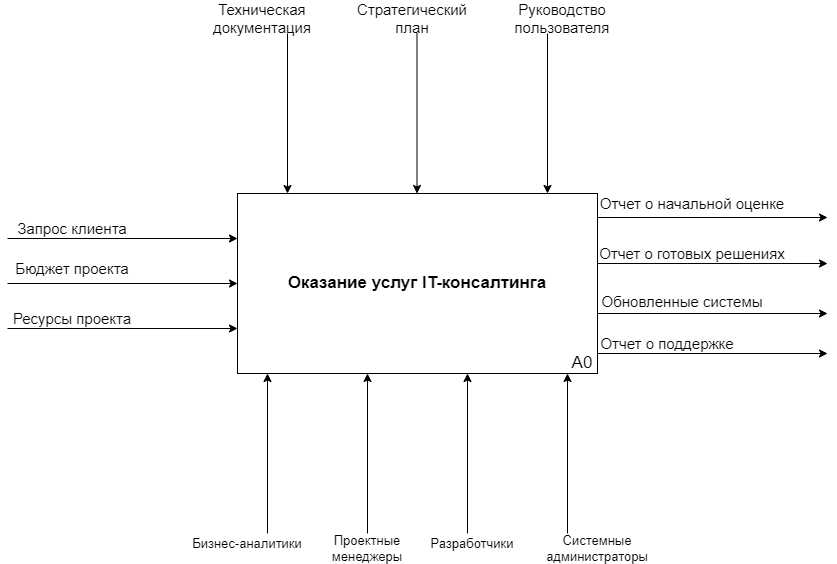 Техническая
документация
Стратегический
план
Руководство
пользователя
Запрос клиента
Бюджет проекта
Ресурсы проекта
Оказание услуг IT-консалтинга
A0
Отчет о начальной оценке
Отчет о готовых решениях
Обновленные системы
Отчет о поддержке
Бизнес-аналитики
Проектные
менеджеры
Разработчики
Системные
администраторы